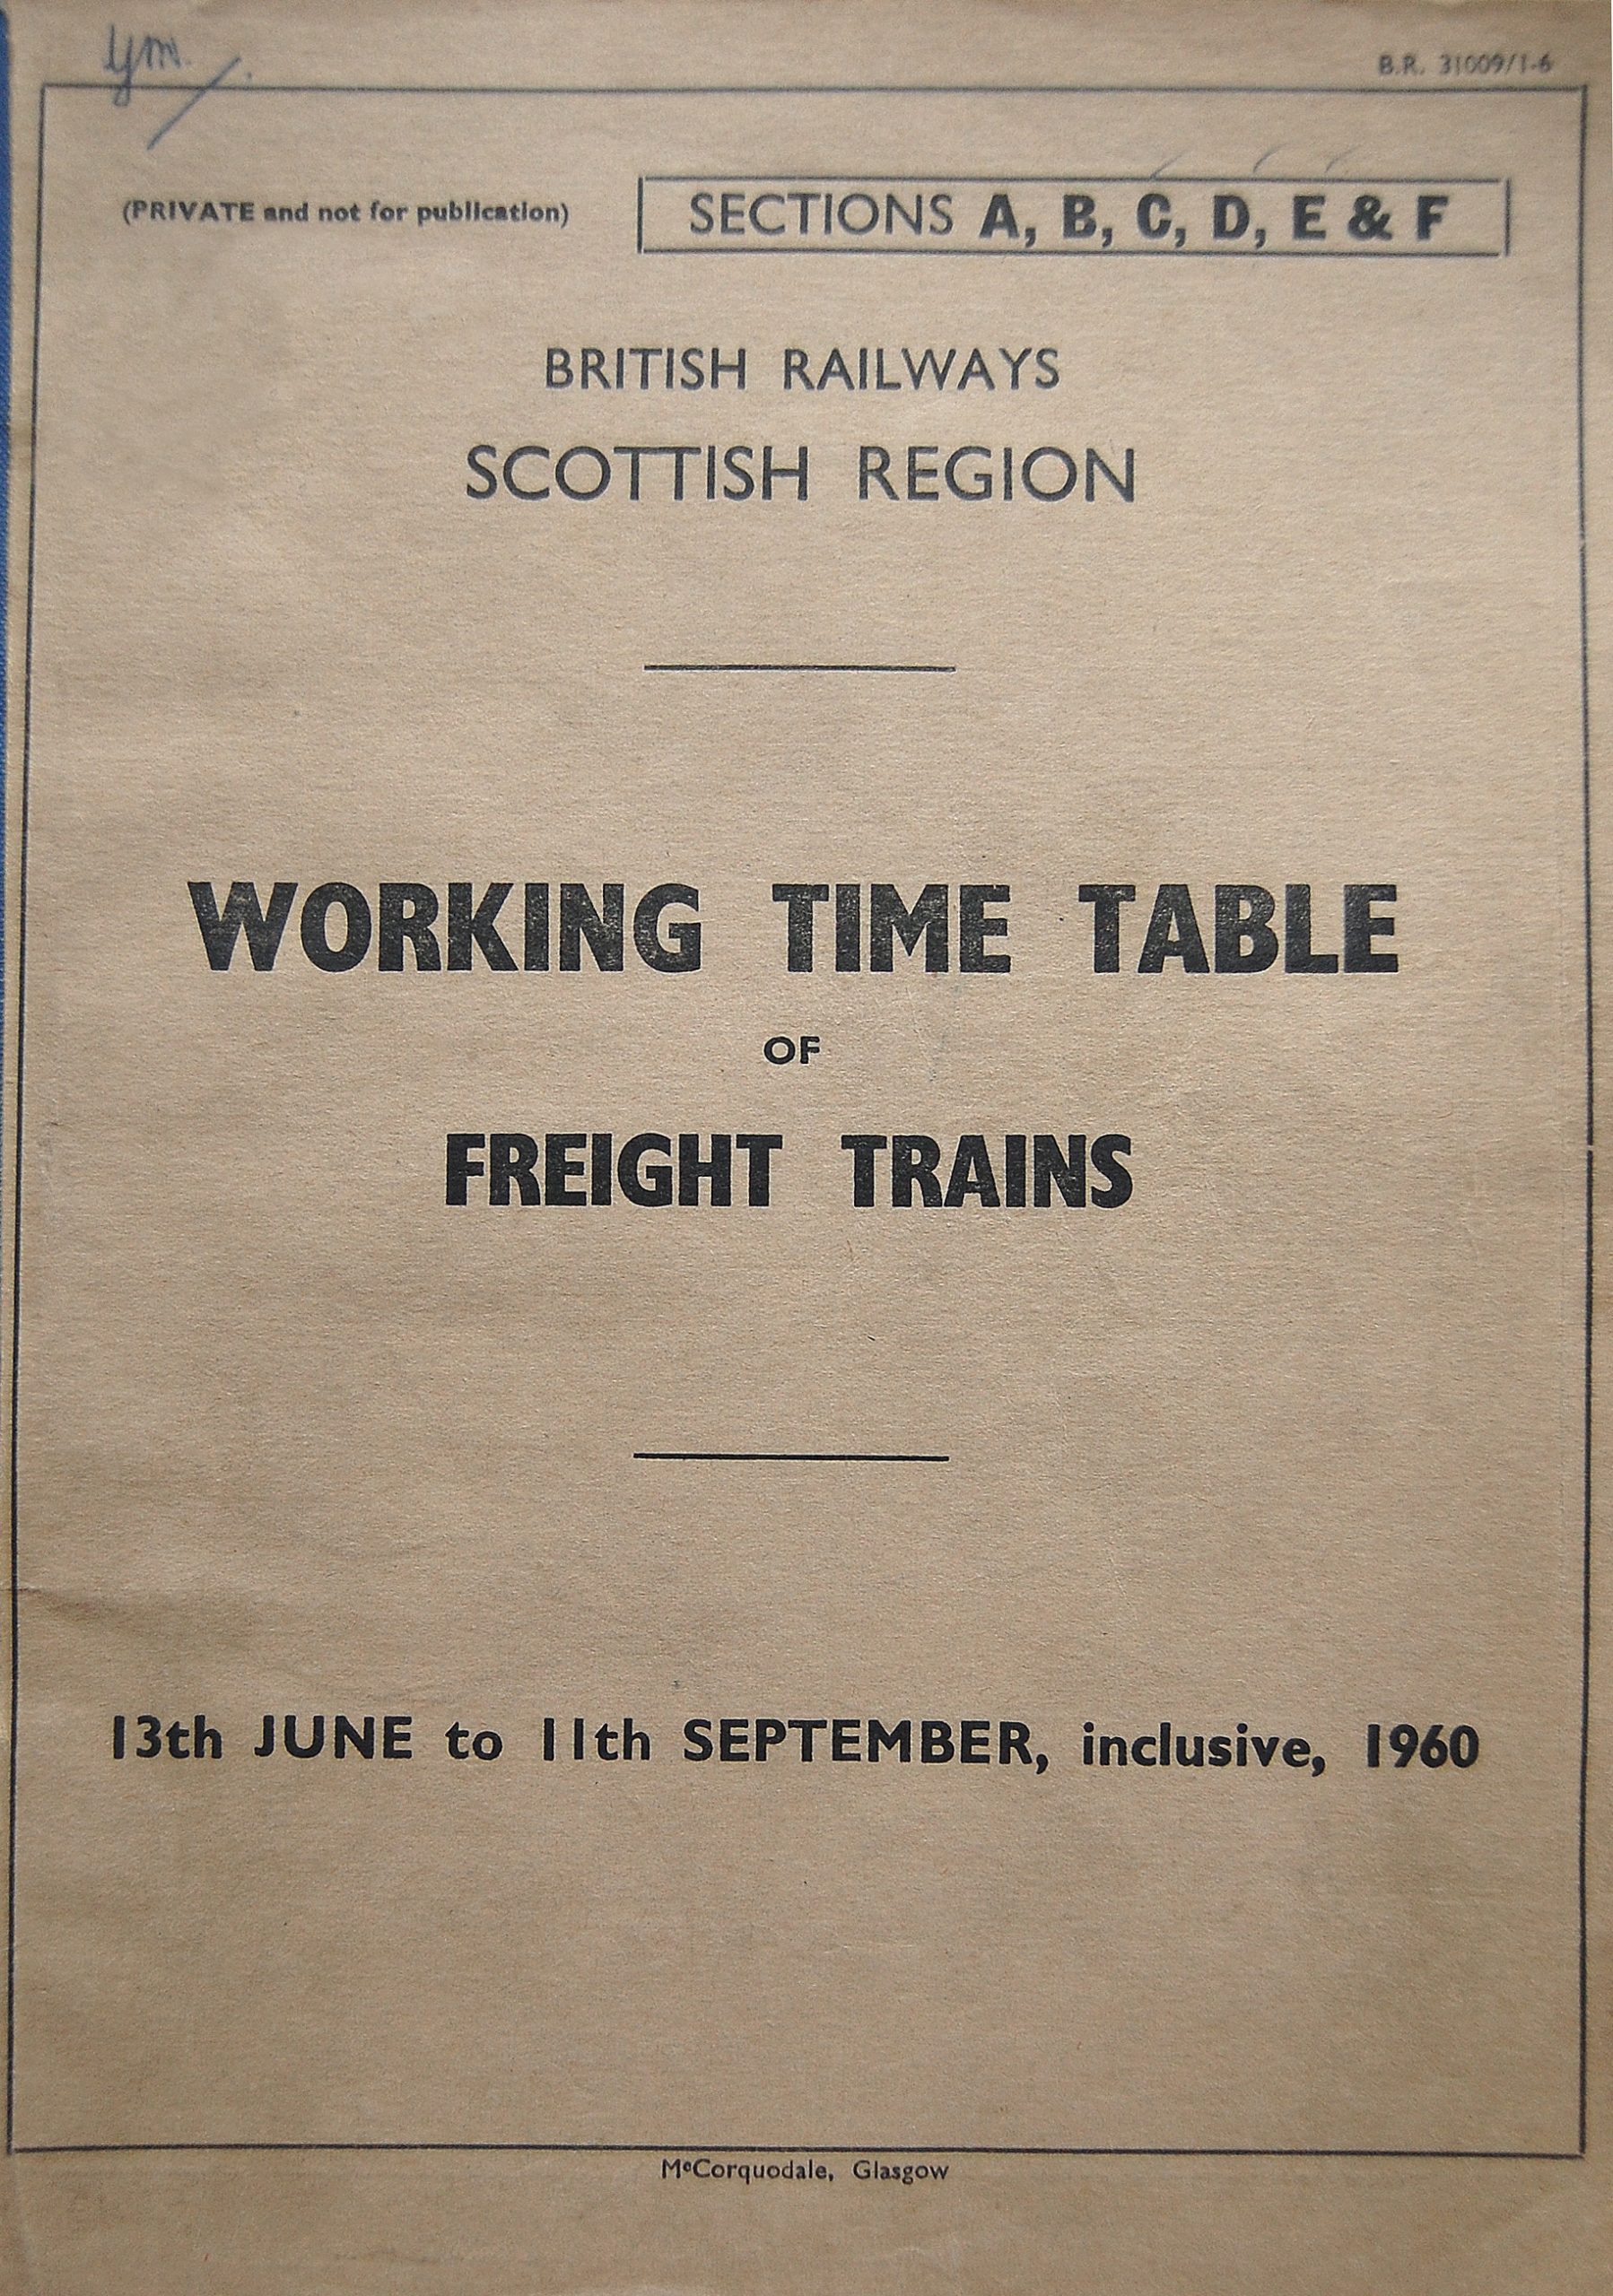 ym.
B.R. 31009/1-6
(PRIVATE and not for publication)
SECTIONS A, B, C, D, E & F
BRITISH RAILWAYS
SCOTTISH REGION
WORKING TIME TABLE
OF
FREIGHT TRAINS
13th JUNE to 11th SEPTEMBER, inclusive, 1960
McCorquodale, Glasgow